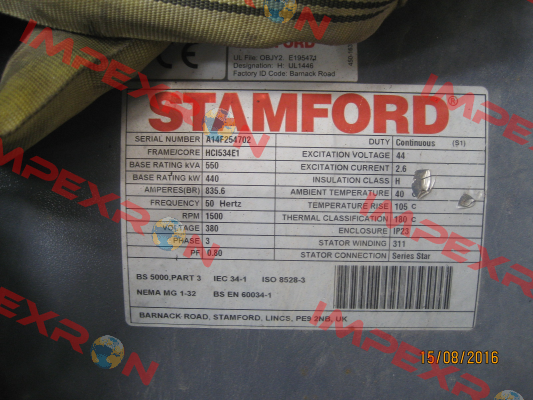 STAMFORD
UL File: OBJY2.
Designation: H: UL1446
Factory ID Code: Barnack Road
STAMFORD®
SERIAL NUMBER A14F254702 DUTY Continuous (S1)
FRAME/CORE HCI534E1 EXCITATION VOLTAGE 44
BASE RATING kVA 550 EXCITATION CURRENT 2.6
BASE RATING kW 440 INSULATION CLASS H
AMPERES(BR) 835.6 AMBIENT TEMPERATURE 40 C
FREQUENCY 50 Hertz TEMPERATURE RISE 105 C
RPM 1500 THERMAL CLASSIFICATION 180 C
VOLTAGE 380 ENCLOSURE IP23
PHASE 3 STATOR WINDING 311
PF 0.80 STATOR CONNECTION Series Star
BS 5000,PART 3 IEC 34-1 ISO 8528-3
NEMA MG 1-32 BS EN 60034-1
BARNACK ROAD, STAMFORD, LINCS, PE9 2NB, UK
IMPEXRON
IMPEXRON
15/08/2016